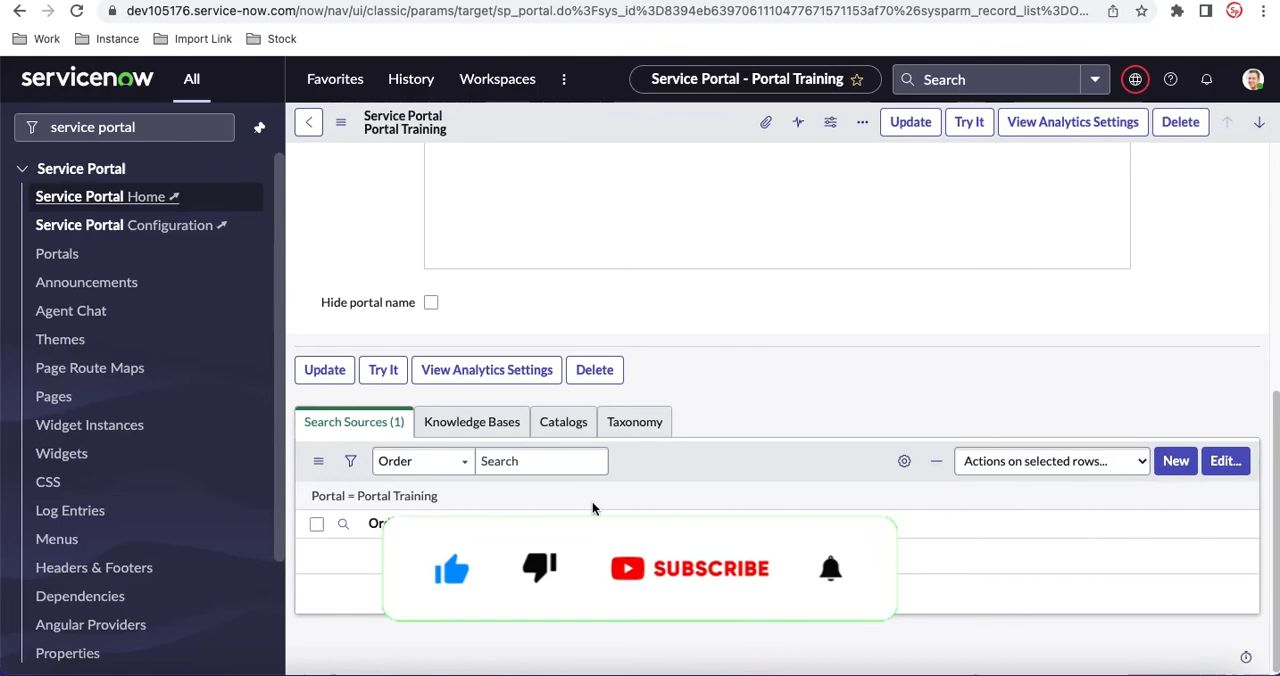 dev105176.service-now.com/now/nav/ui/classic/params/target/sp_portal.do%3Fsys_id%3D8394eb6397061110477671571153af70%26sysparm_record_list%3DO...
Work Instance Import Link Stock
servicenow All Favorites History Workspaces Service Portal - Portal Training Search
service portal
Service Portal
Portal Training
Update Try It View Analytics Settings Delete
Service Portal
Service Portal Home
Service Portal Configuration
Portals
Announcements
Agent Chat
Themes
Page Route Maps
Pages
Widget Instances
Widgets
CSS
Log Entries
Menus
Headers & Footers
Dependencies
Angular Providers
Properties
Hide portal name
Update Try It View Analytics Settings Delete
Search Sources (1) Knowledge Bases Catalogs Taxonomy
Order Search Actions on selected rows... New Edit...
Portal = Portal Training
SUBSCRIBE